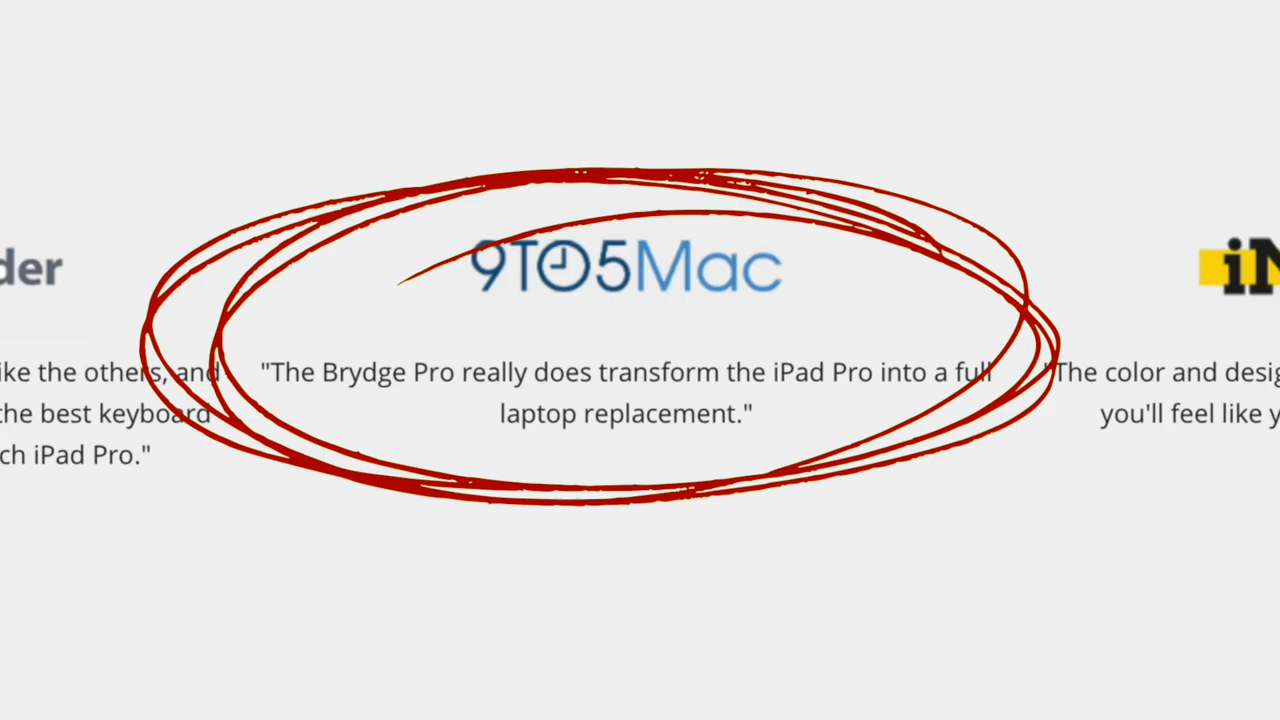 der
ike the others, and
the best keyboard
ch iPad Pro."
9TO5Mac
"The Brydge Pro really does transform the iPad Pro into a full
laptop replacement."
iN
"The color and desig
you'll feel like y